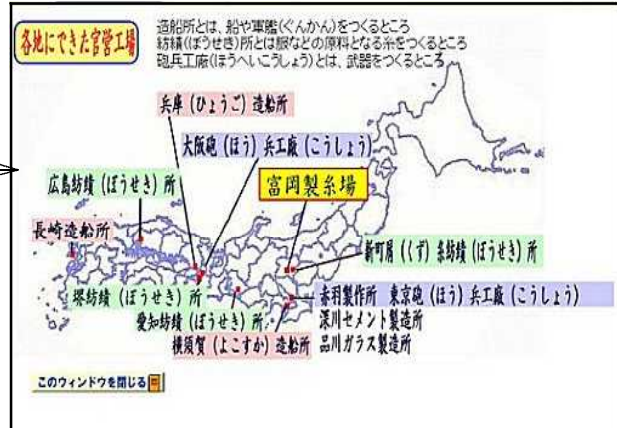 各地にできた官営工場
造船所とは、船や軍艦(ぐんかん)をつくるところ
紡績(ぼうせき)所とは服などの原料となる糸をつくるところ
砲兵工廠(ほうへいこうしょう)とは、武器をつくるところ
兵庫(ひょうご)造船所
大阪砲(ほう)兵工廠(こうしょう)
広島紡績(ぼうせき)所
富岡製糸場
長崎造船所
新町屑(くず)糸紡績(ぼうせき)所
堺紡績(ぼうせき)所
赤羽製作所 東京砲(ほう)兵工廠(こうしょう)
愛知紡績(ぼうせき)所
深川セメント製造所
横須賀(よこすか)造船所
品川ガラス製造所
このウィンドウを閉じる